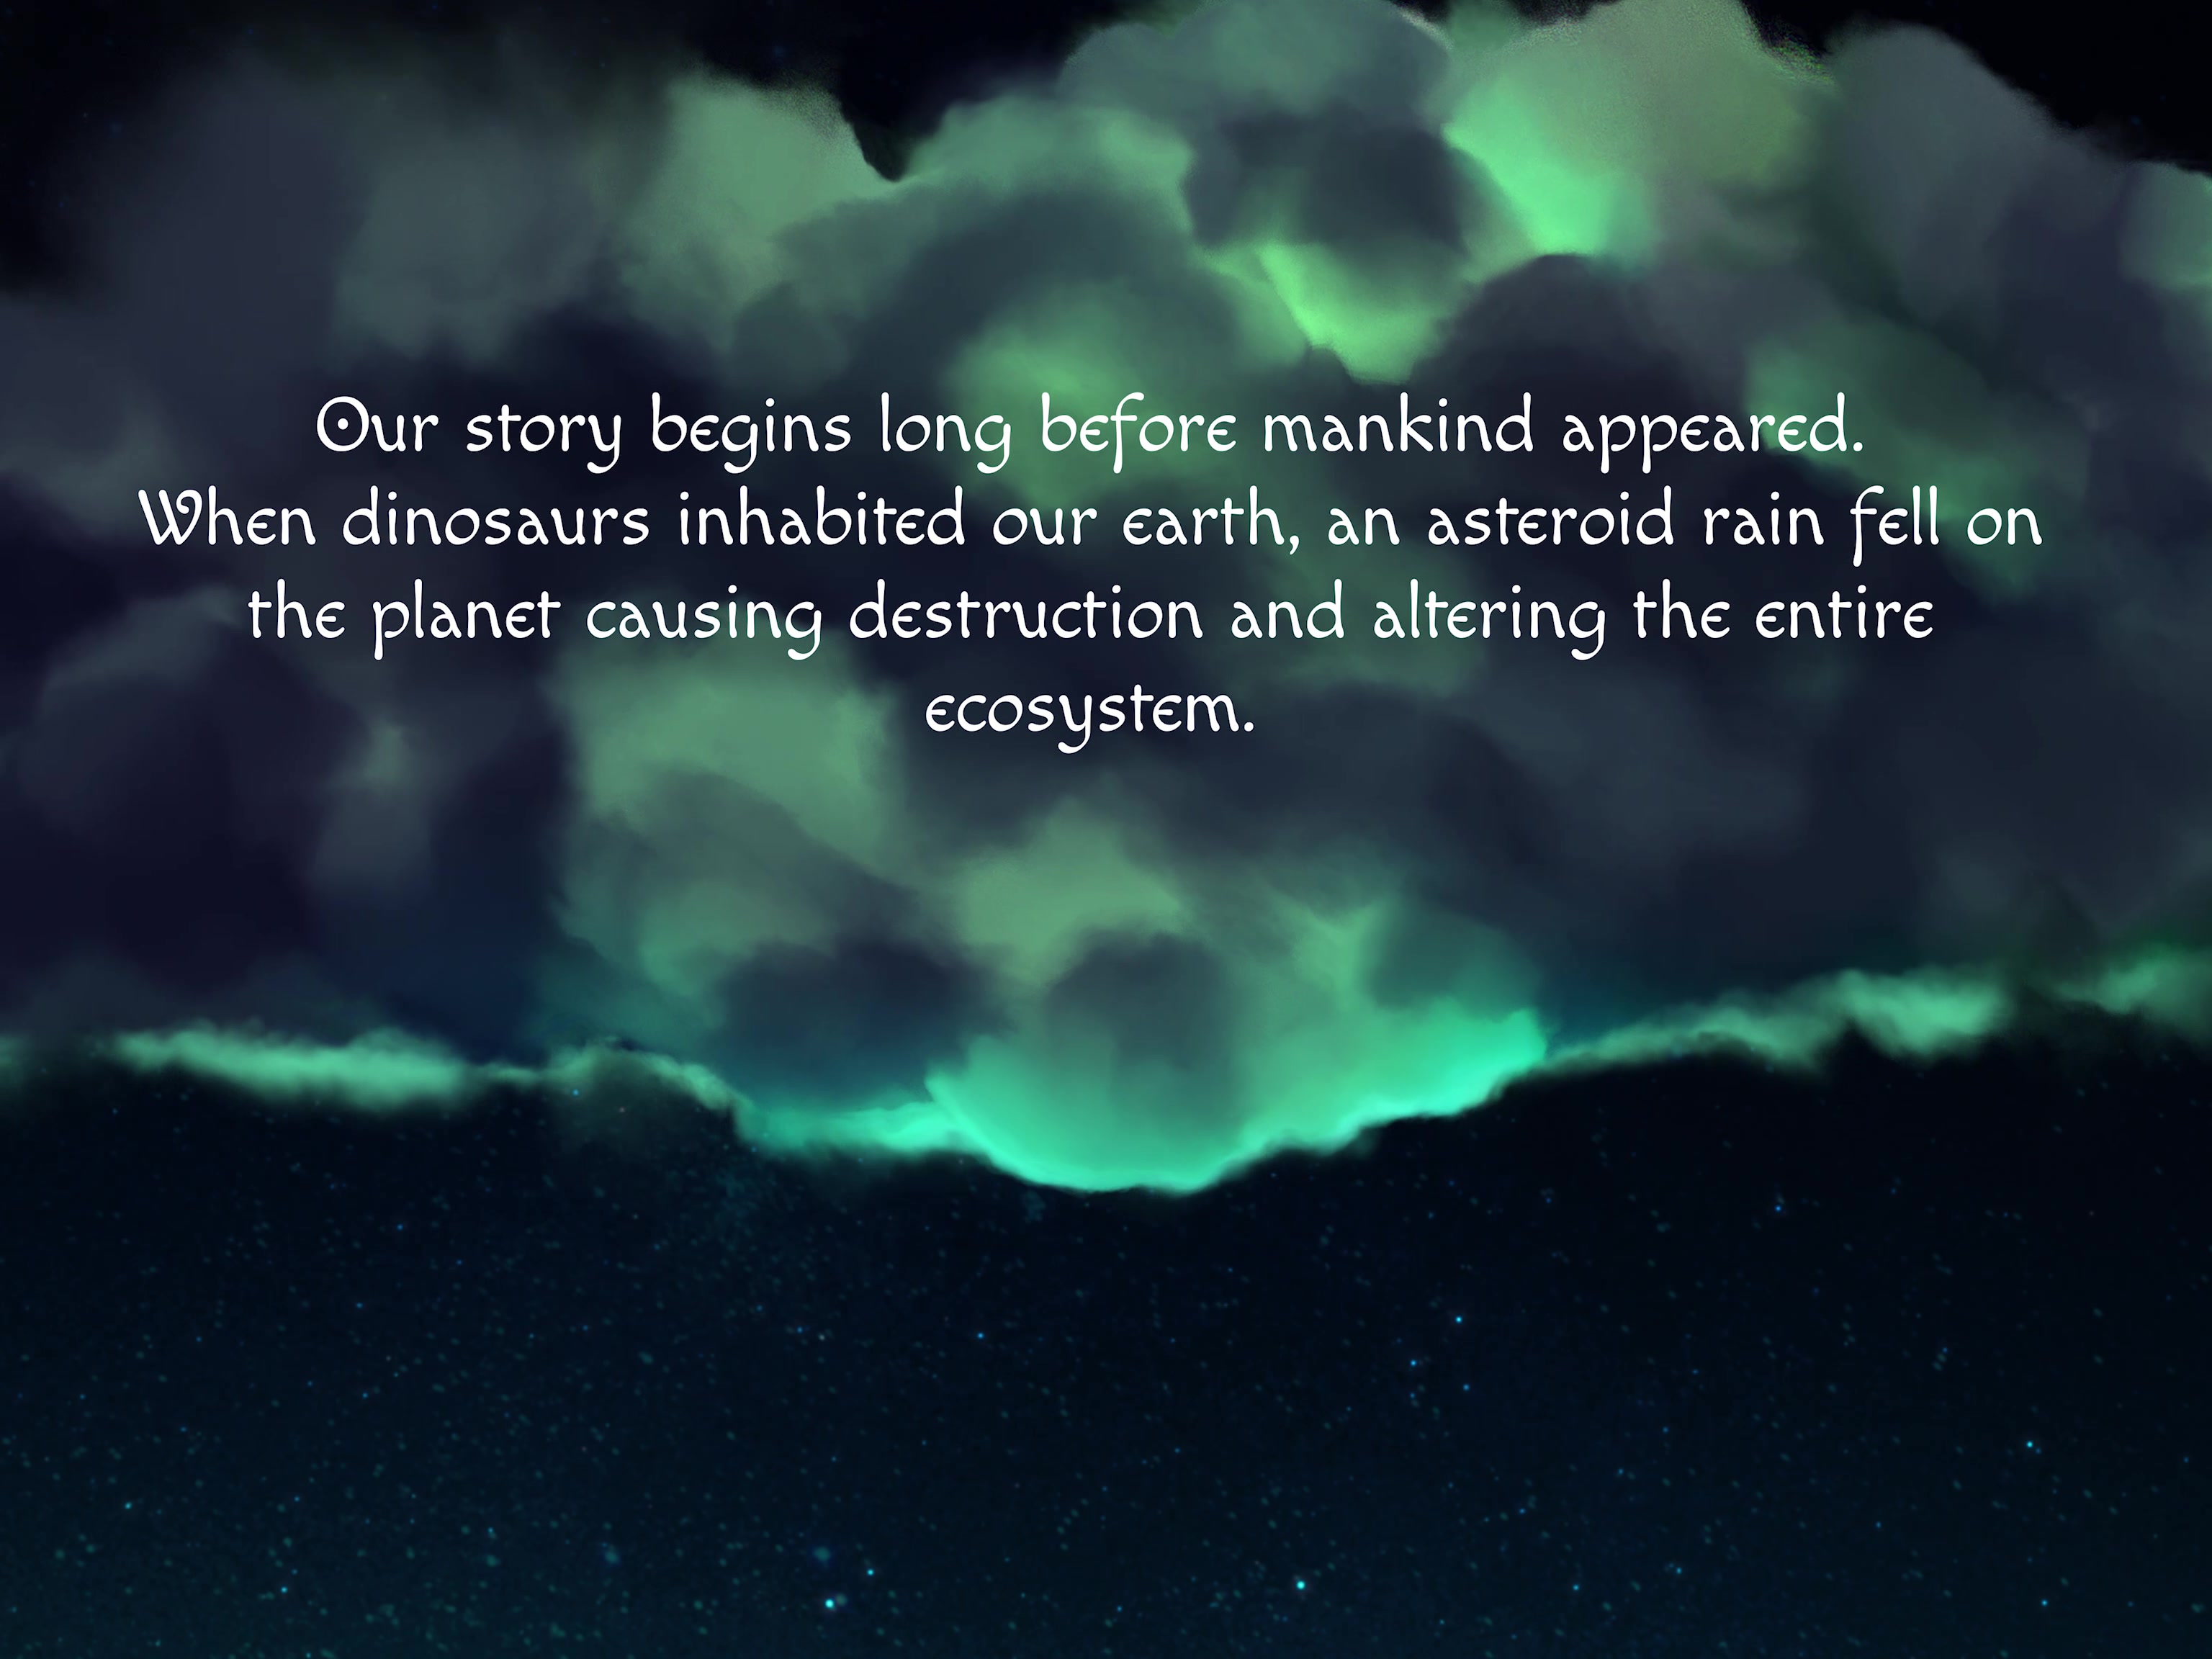 Our story begins long before mankind appeared.
When dinosaurs inhabited our earth, an asteroid rain fell on
the planet causing destruction and altering the entire
ecosystem.